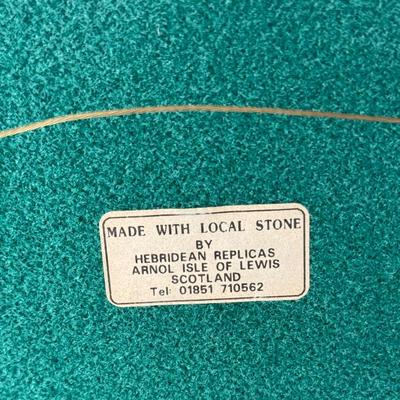 MADE WITH LOCAL STONE
BY
HEBRIDEAN REPLICAS
ARNOL ISLE OF LEWIS
SCOTLAND
Tel: 01851 710562